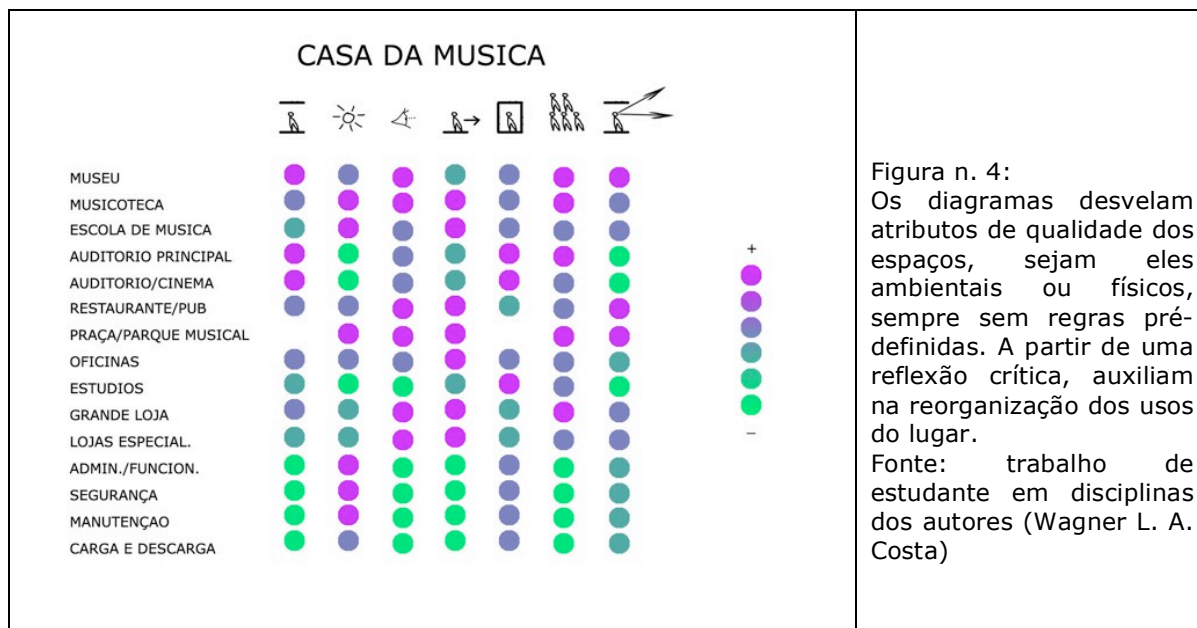 CASA DA MUSICA
MUSEU
MUSICOTECA
ESCOLA DE MUSICA
AUDITORIO PRINCIPAL
AUDITORIO/CINEMA
RESTAURANTE/PUB
PRAÇA/PARQUE MUSICAL
OFICINAS
ESTUDIOS
GRANDE LOJA
LOJAS ESPECIAL.
ADMIN./FUNCION.
SEGURANÇA
MANUTENÇAO
CARGA E DESCARGA
+
–
Figura n. 4:
Os diagramas desvelam
atributos de qualidade dos
espaços, sejam eles
ambientais ou físicos,
sempre sem regras pré-
definidas. A partir de uma
reflexão crítica, auxiliam
na reorganização dos usos
do lugar.
Fonte: trabalho de
estudante em disciplinas
dos autores (Wagner L. A.
Costa)